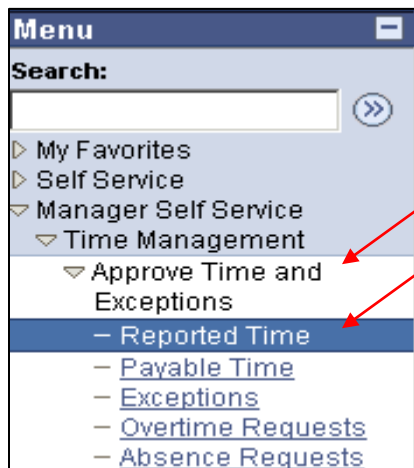 Menu
Search:
My Favorites
Self Service
Manager Self Service
Time Management
Approve Time and
Exceptions
– Reported Time
– Payable Time
– Exceptions
– Overtime Requests
– Absence Requests